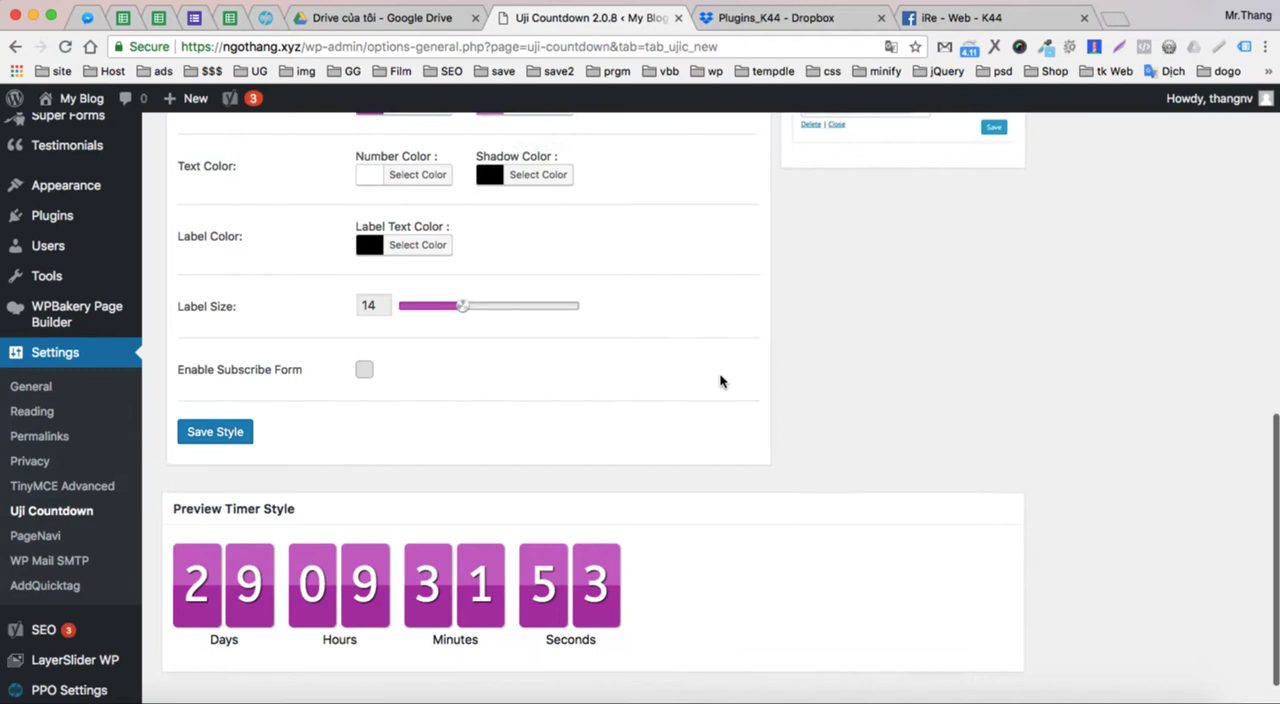 Drive của tôi - Google Drive
Uji Countdown 2.0.8 ‹ My Blog
Plugins_K44 - Dropbox
iRe - Web - K44
Mr.Thang
Secure
https://ngothang.xyz/wp-admin/options-general.php?page=uji-countdown&tab=tab_ujic_new
4.11
site
Host
ads
$$$
UG
img
GG
Film
SEO
save
save2
prgm
vbb
wp
tempdle
css
minify
jQuery
psd
Shop
tk Web
Dịch
dogo
»
My Blog
0
New
3
Howdy, thangnv
Super Forms
Testimonials
Appearance
Plugins
Users
Tools
WPBakery Page
Builder
Settings
General
Reading
Permalinks
Privacy
TinyMCE Advanced
Uji Countdown
PageNavi
WP Mail SMTP
AddQuicktag
SEO 3
LayerSlider WP
PPO Settings
Text Color:
Number Color :
Select Color
Shadow Color :
Select Color
Label Color:
Label Text Color :
Select Color
Label Size:
14
Enable Subscribe Form
Save Style
Delete | Close
Save
Preview Timer Style
2 9 0 9 3 1 5 3
Days Hours Minutes Seconds